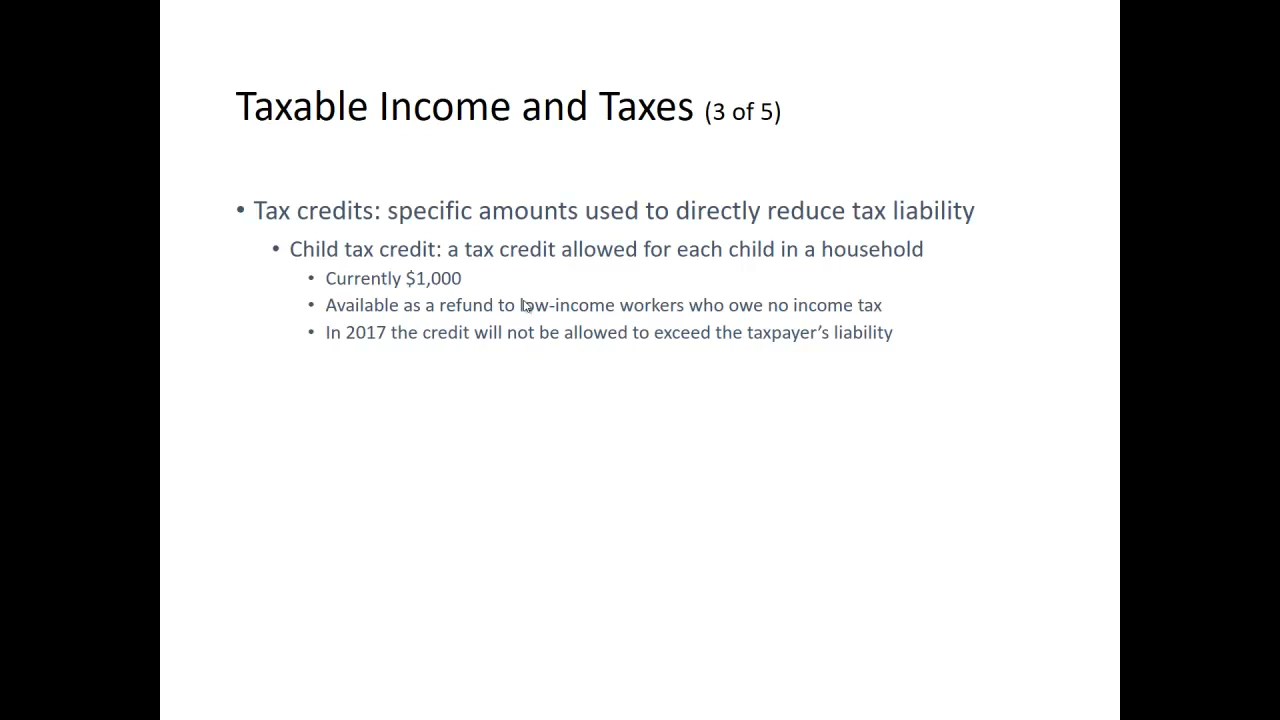 Taxable Income and Taxes (3 of 5)
• Tax credits: specific amounts used to directly reduce tax liability
• Child tax credit: a tax credit allowed for each child in a household
• Currently $1,000
• Available as a refund to low-income workers who owe no income tax
• In 2017 the credit will not be allowed to exceed the taxpayer’s liability